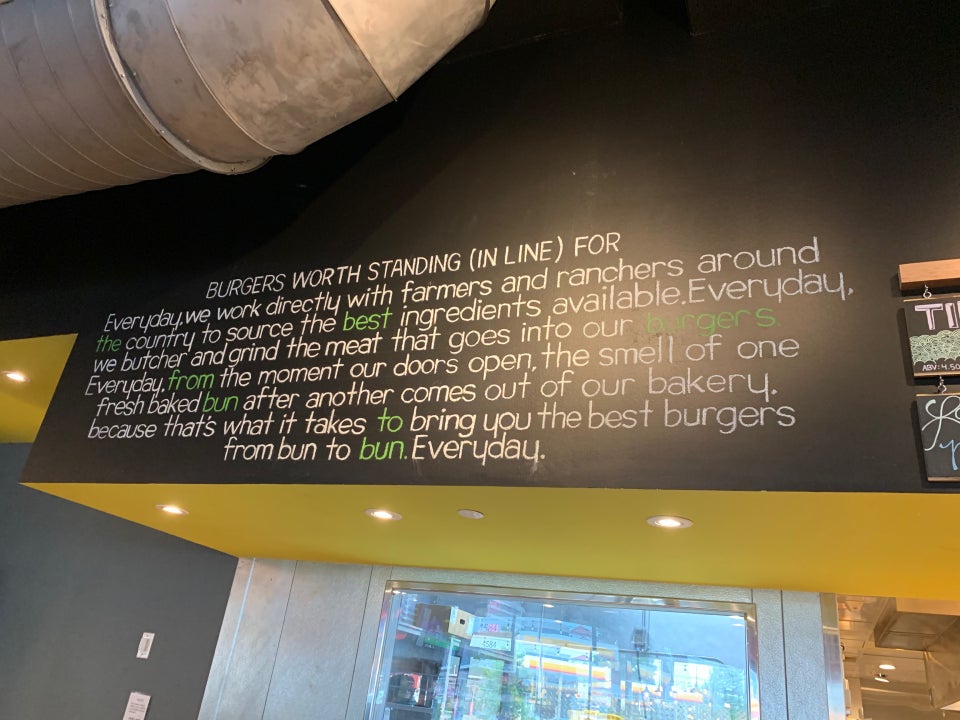 BURGERS WORTH STANDING (IN LINE) FOR
Everyday, we work directly with farmers and ranchers around
the country to source the best ingredients available. Everyday,
we butcher and grind the meat that goes into our burgers.
Everyday, from the moment our doors open, the smell of one
fresh baked bun after another comes out of our bakery.
because that's what it takes to bring you the best burgers
from bun to bun. Everyday.
ABV: 4.50